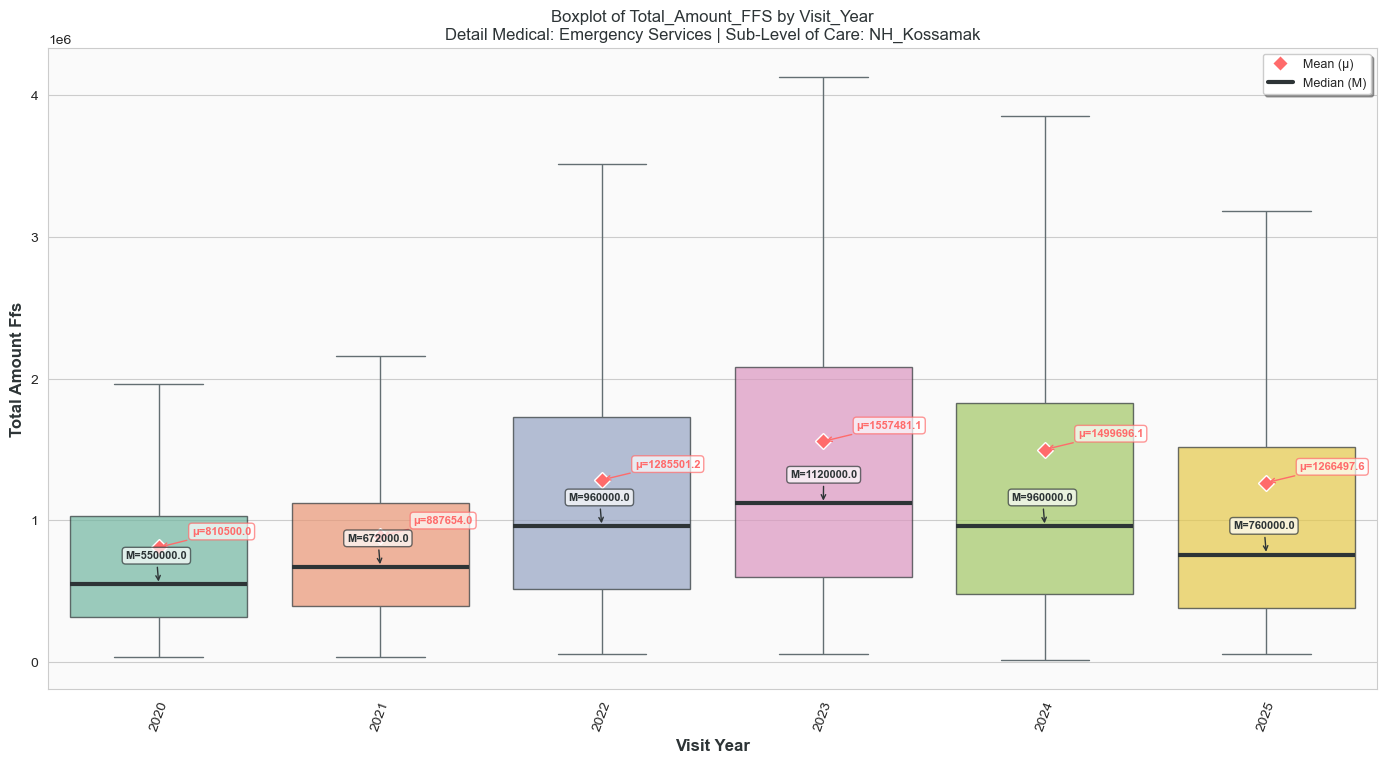 Boxplot of Total_Amount_FFS by Visit_Year
Detail Medical: Emergency Services | Sub-Level of Care: NH_Kossamak
1e6
Mean (μ)
Median (M)
4
3
2
1
0
Total Amount Ffs
μ=810500.0
M=550000.0
μ=887654.0
M=672000.0
μ=1285501.2
M=960000.0
μ=1557481.1
M=1120000.0
μ=1499696.1
M=960000.0
μ=1266497.6
M=760000.0
2020
2021
2022
2023
2024
2025
Visit Year